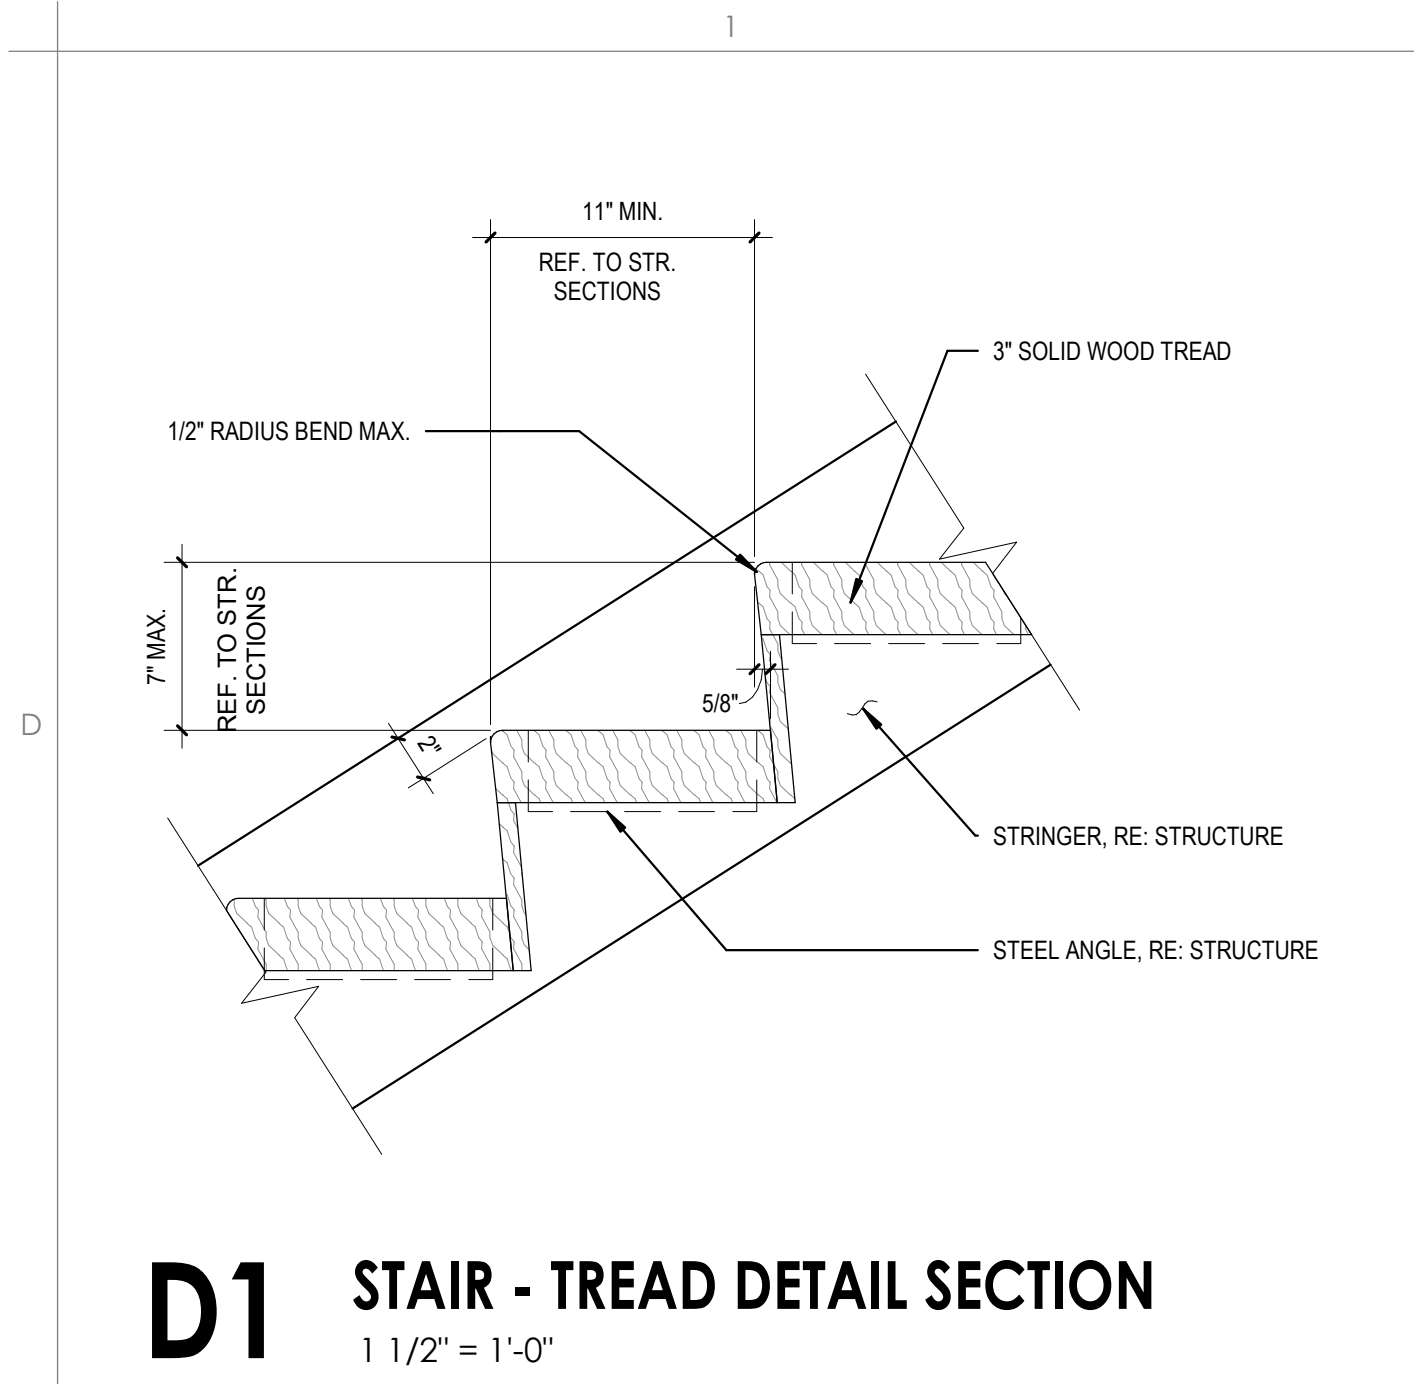 1
11" MIN.
REF. TO STR.
SECTIONS
3" SOLID WOOD TREAD
1/2" RADIUS BEND MAX.
7" MAX.
REF. TO STR.
SECTIONS
5/8"
D
2"
STRINGER, RE: STRUCTURE
STEEL ANGLE, RE: STRUCTURE
D1
STAIR - TREAD DETAIL SECTION
1 1/2" = 1'-0"